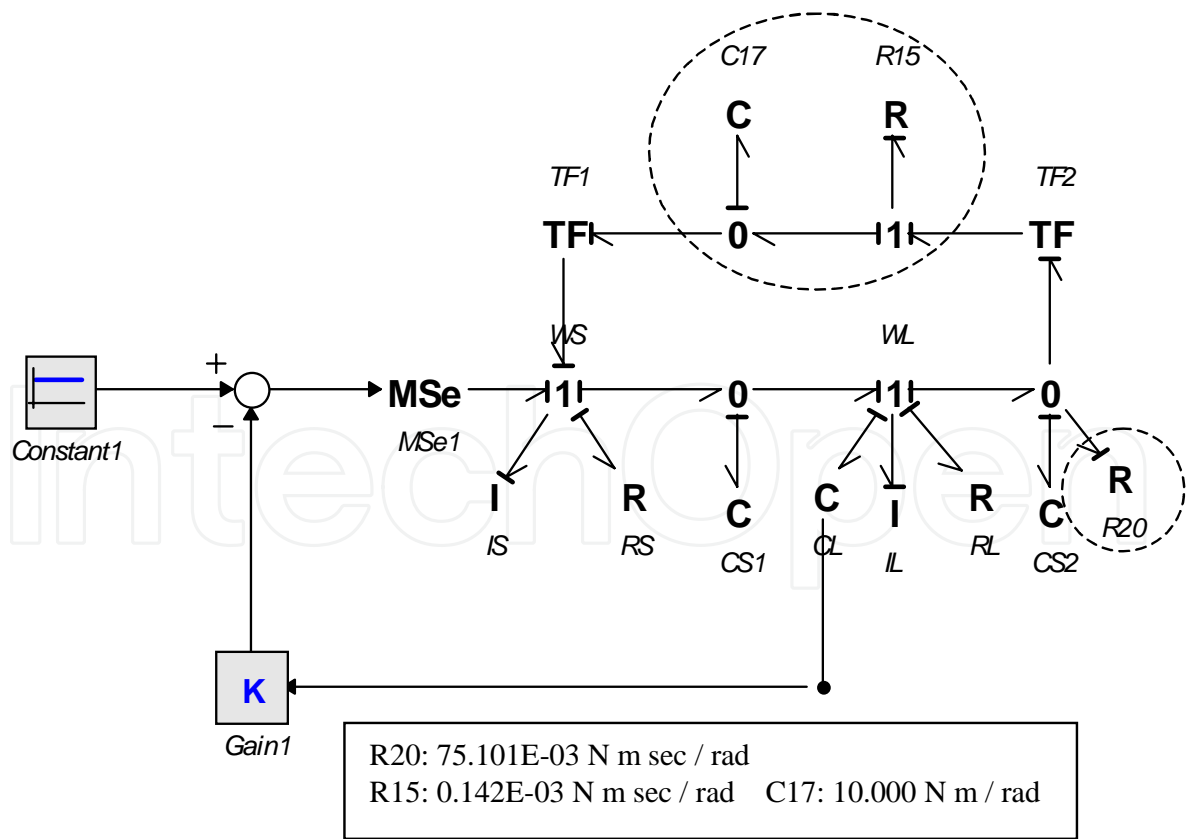 C17 R15
C R
TF1 TF2
TF 0 1 TF
WS WL
+
MSe 1 0 1 0
−
Constant1 MSe1
I R C C I R C R
IS RS CS1 CL IL RL CS2 R20
IntechOpen
K
Gain1
R20: 75.101E-03 N m sec / rad
R15: 0.142E-03 N m sec / rad C17: 10.000 N m / rad